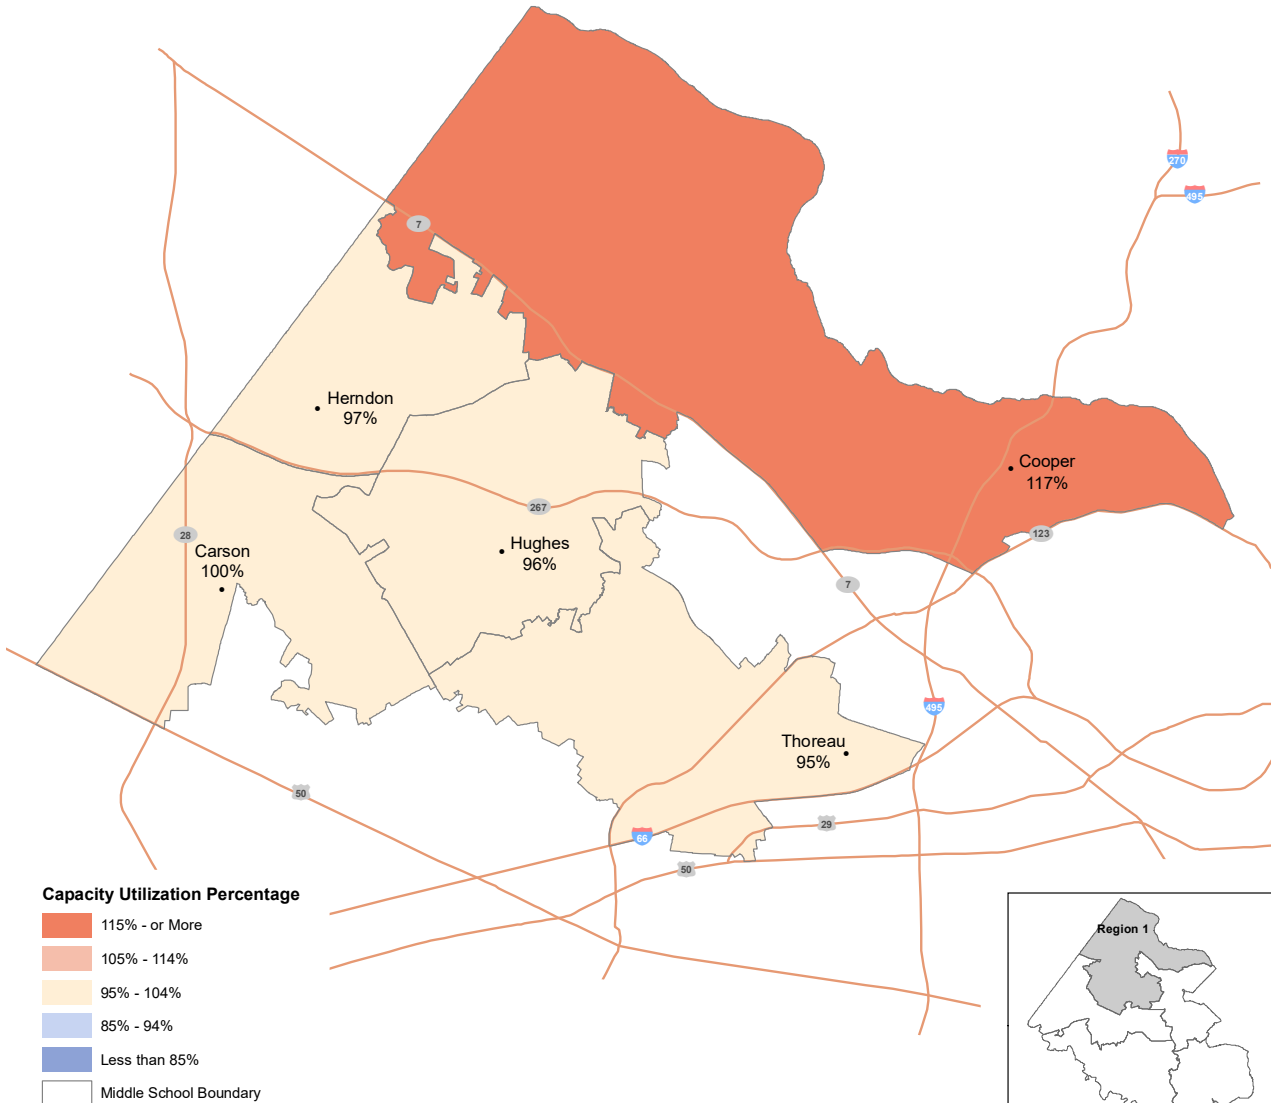 270
495
7
Herndon
97%
Cooper
117%
267
123
28
Carson
100%
Hughes
96%
7
495
Thoreau
95%
50
29
66
50
Capacity Utilization Percentage
115% - or More
105% - 114%
95% - 104%
85% - 94%
Less than 85%
Middle School Boundary
Region 1